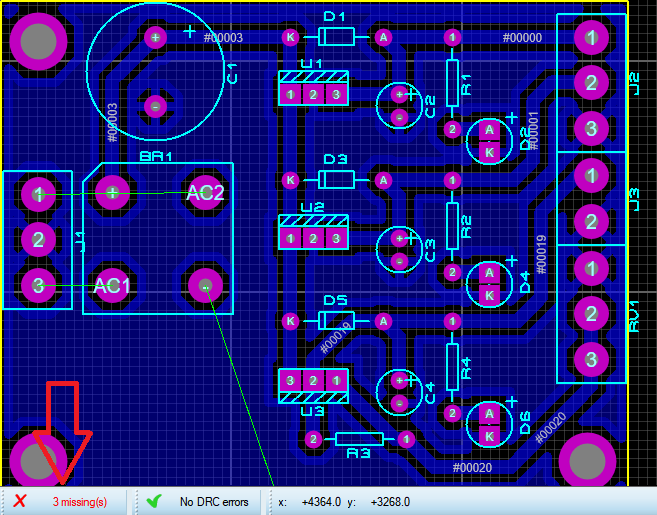 D1
K
A
1
#00003
#00000
1
+
C1
U1
1 2 3
+
-
C2
R1
2
A
K
D2
+
#00001
2
J2
3
#00003
-
BR1
D3
K
A
1
1
J3
2
1
2
3
J1
+
AC2
AC1
-
U2
1 2 3
+
-
C3
R2
2
A
K
D4
+
#00019
1
2
3
RV1
D5
K
A
1
#00019
3 2 1
U3
+
-
C4
R4
2
A
K
D6
+
#00020
2
1
R3
#00020
3 missing(s)
No DRC errors
x: +4364.0 y: +3268.0